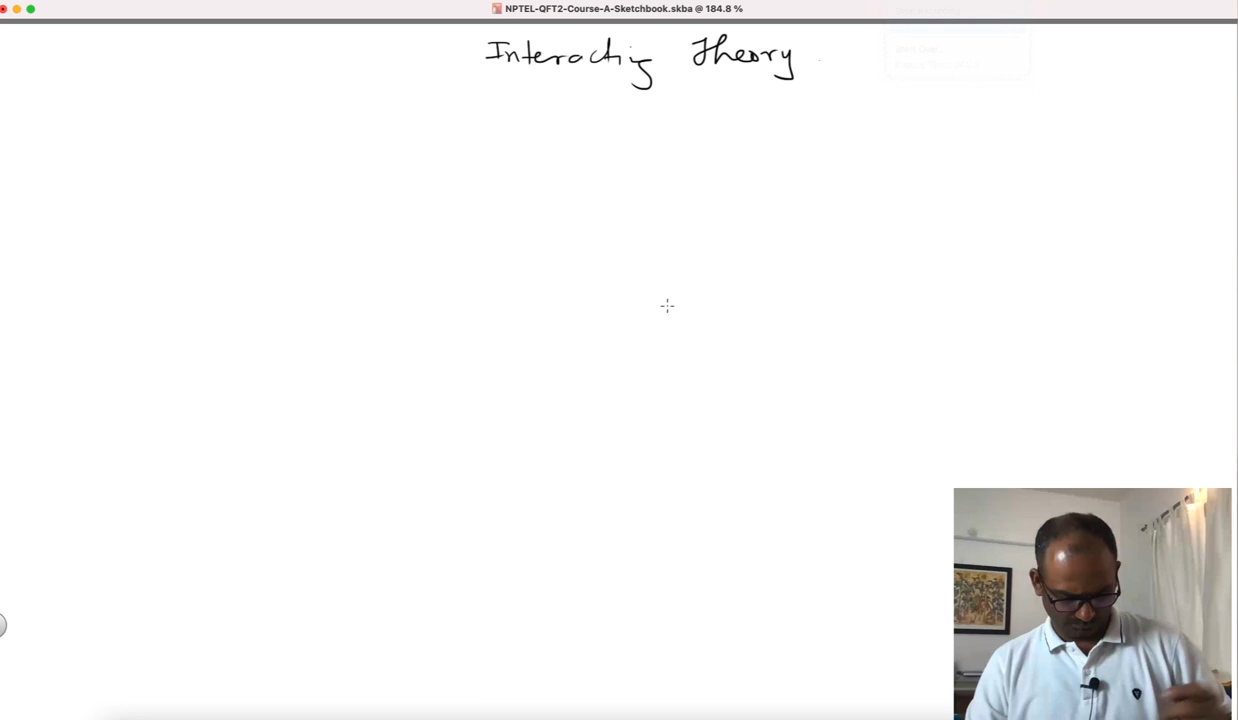 NPTEL-QFT2-Course-A-Sketchbook.skba @ 184.8 %
Interacting Theory